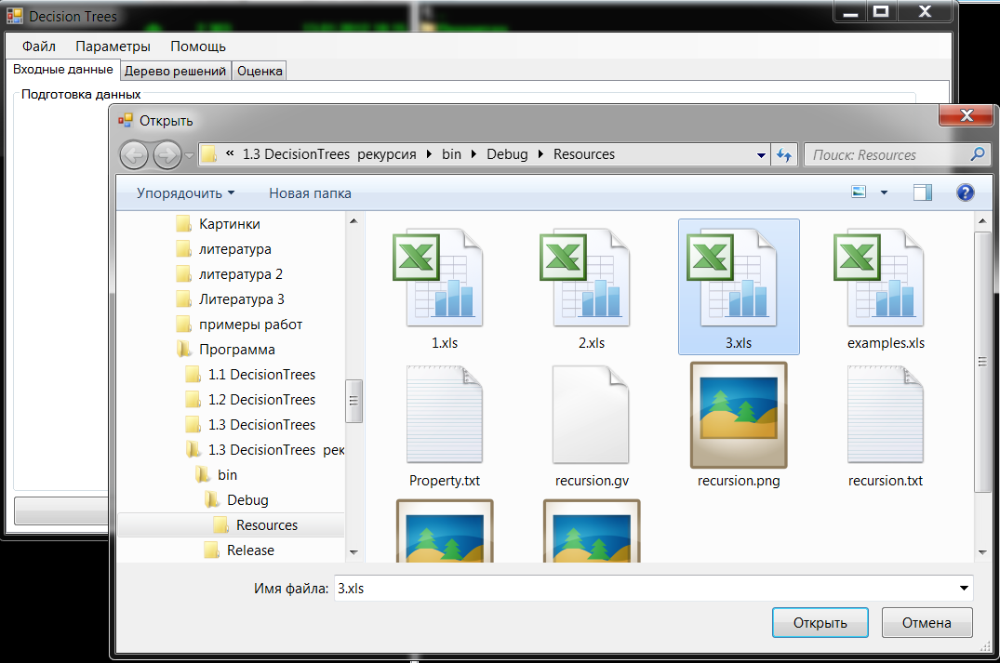 Decision Trees
Файл Параметры Помощь
Входные данные Дерево решений Оценка
Подготовка данных
Открыть
« 1.3 DecisionTrees рекурсия bin Debug Resources Поиск: Resources
Упорядочить Новая папка
Картинки
литература
литература 2
Литература 3
примеры работ
Программа
1.1 DecisionTrees
1.2 DecisionTrees
1.3 DecisionTrees
1.3 DecisionTrees рек
bin
Debug
Resources
Release
1.xls 2.xls 3.xls examples.xls
Property.txt recursion.gv recursion.png recursion.txt
Имя файла: 3.xls
Открыть Отмена